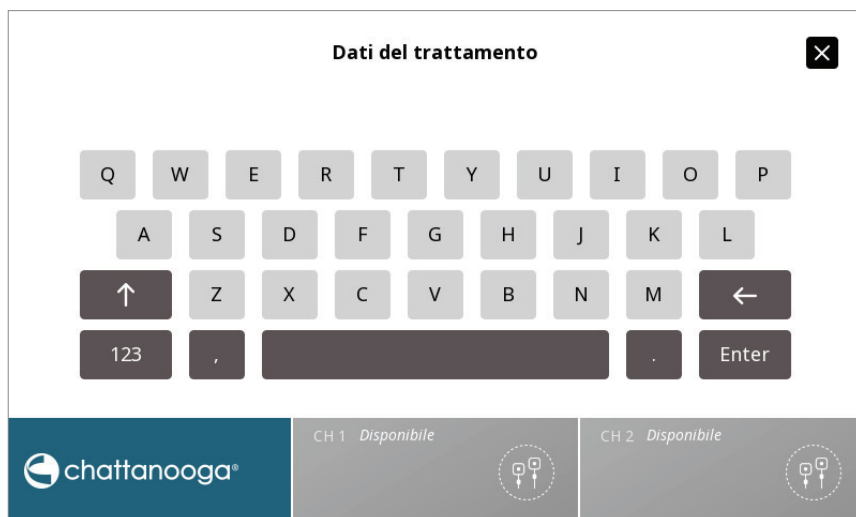 Dati del trattamento
Q W E R T Y U I O P
A S D F G H J K L
Z X C V B N M
123 , . Enter
CH 1 Disponibile
CH 2 Disponibile
chattanooga®